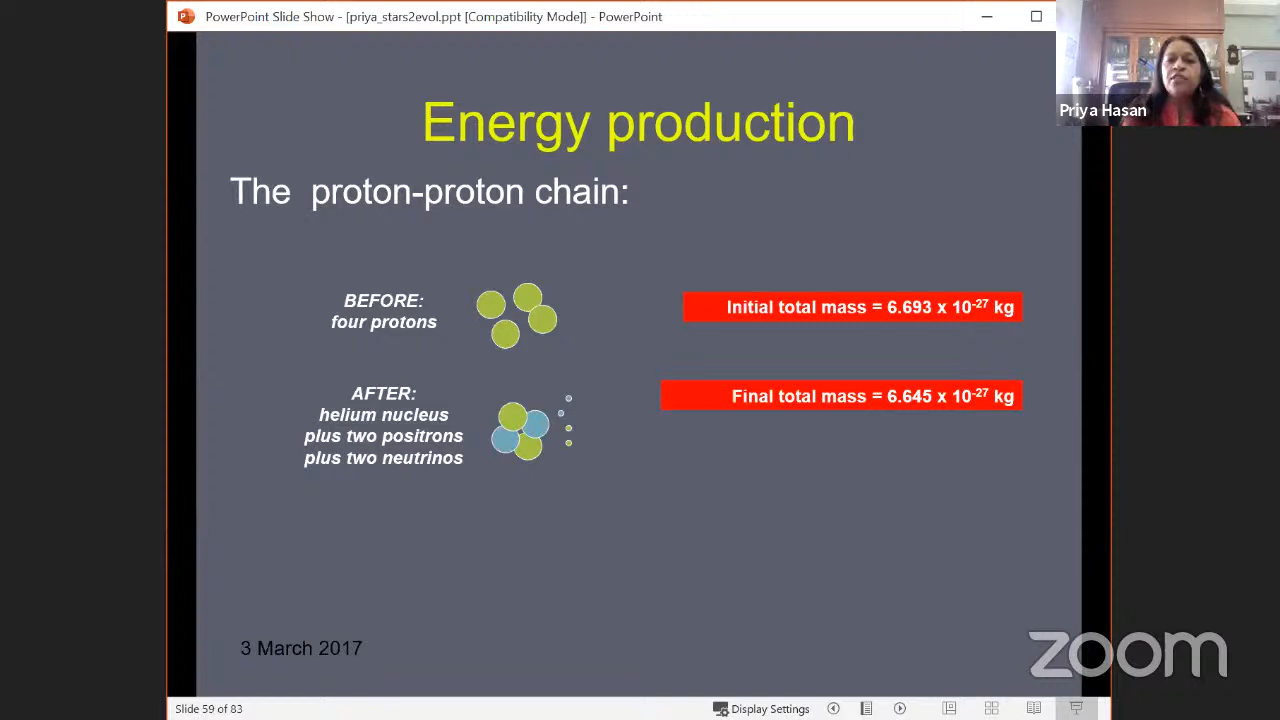 PowerPoint Slide Show - [priya_stars2evol.ppt [Compatibility Mode]] - PowerPoint
Priya Hasan
Energy production
The proton-proton chain:
BEFORE:
four protons
Initial total mass = 6.693 x 10⁻²⁷ kg
AFTER:
helium nucleus
plus two positrons
plus two neutrinos
Final total mass = 6.645 x 10⁻²⁷ kg
3 March 2017
zoom
Slide 59 of 83
Display Settings